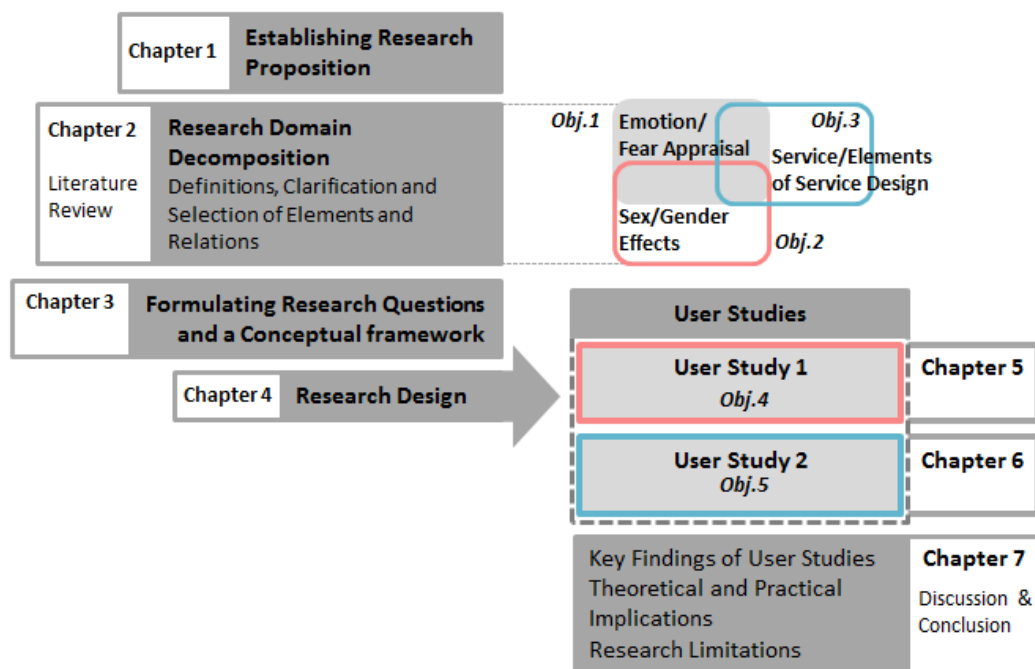 Chapter 1
Establishing Research
Proposition
Chapter 2
Literature
Review
Research Domain
Decomposition
Definitions, Clarification and
Selection of Elements and
Relations
Obj.1
Emotion/
Fear Appraisal
Obj.3
Service/Elements
of Service Design
Sex/Gender
Effects
Obj.2
Chapter 3
Formulating Research Questions
and a Conceptual framework
Chapter 4
Research Design
User Studies
User Study 1
Obj.4
Chapter 5
User Study 2
Obj.5
Chapter 6
Key Findings of User Studies
Theoretical and Practical
Implications
Research Limitations
Chapter 7
Discussion &
Conclusion